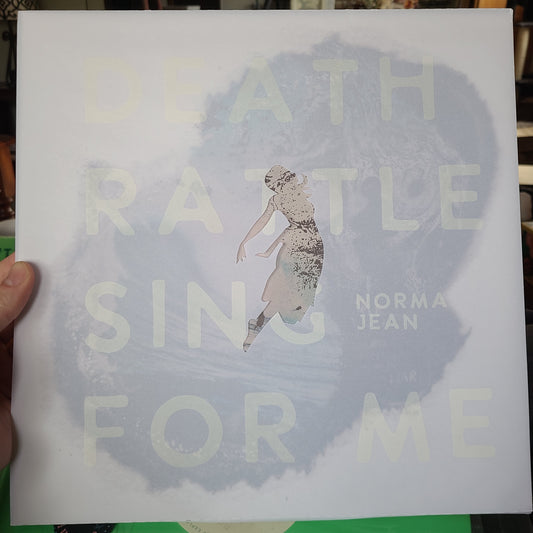 DEATH
RATTLE
SING
FOR ME
NORMA
JEAN